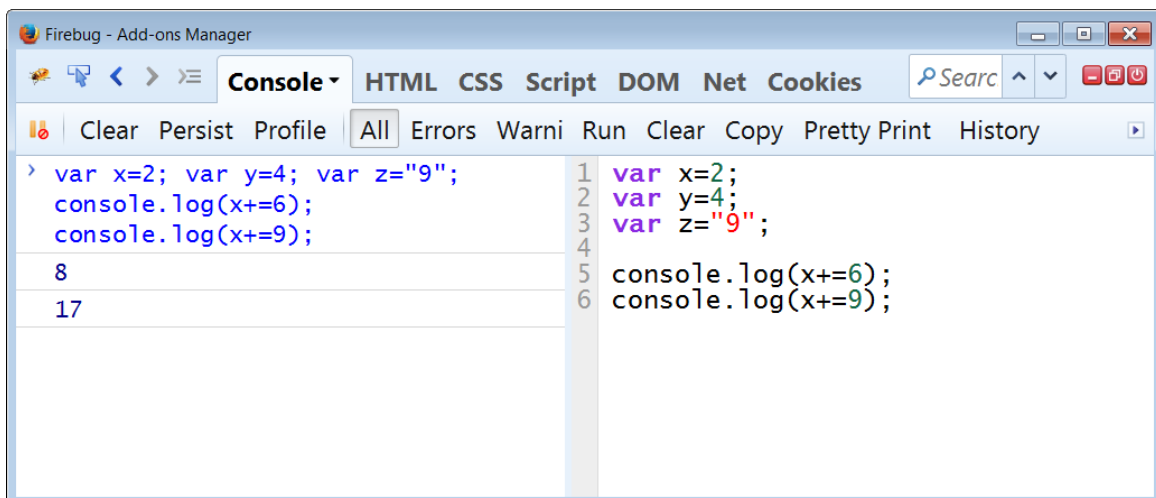 Firebug - Add-ons Manager
Console HTML CSS Script DOM Net Cookies Searc
Clear Persist Profile All Errors Warni Run Clear Copy Pretty Print History
> var x=2; var y=4; var z="9";
console.log(x+=6);
console.log(x+=9);
8
17
1 var x=2;
2 var y=4;
3 var z="9";
4
5 console.log(x+=6);
6 console.log(x+=9);